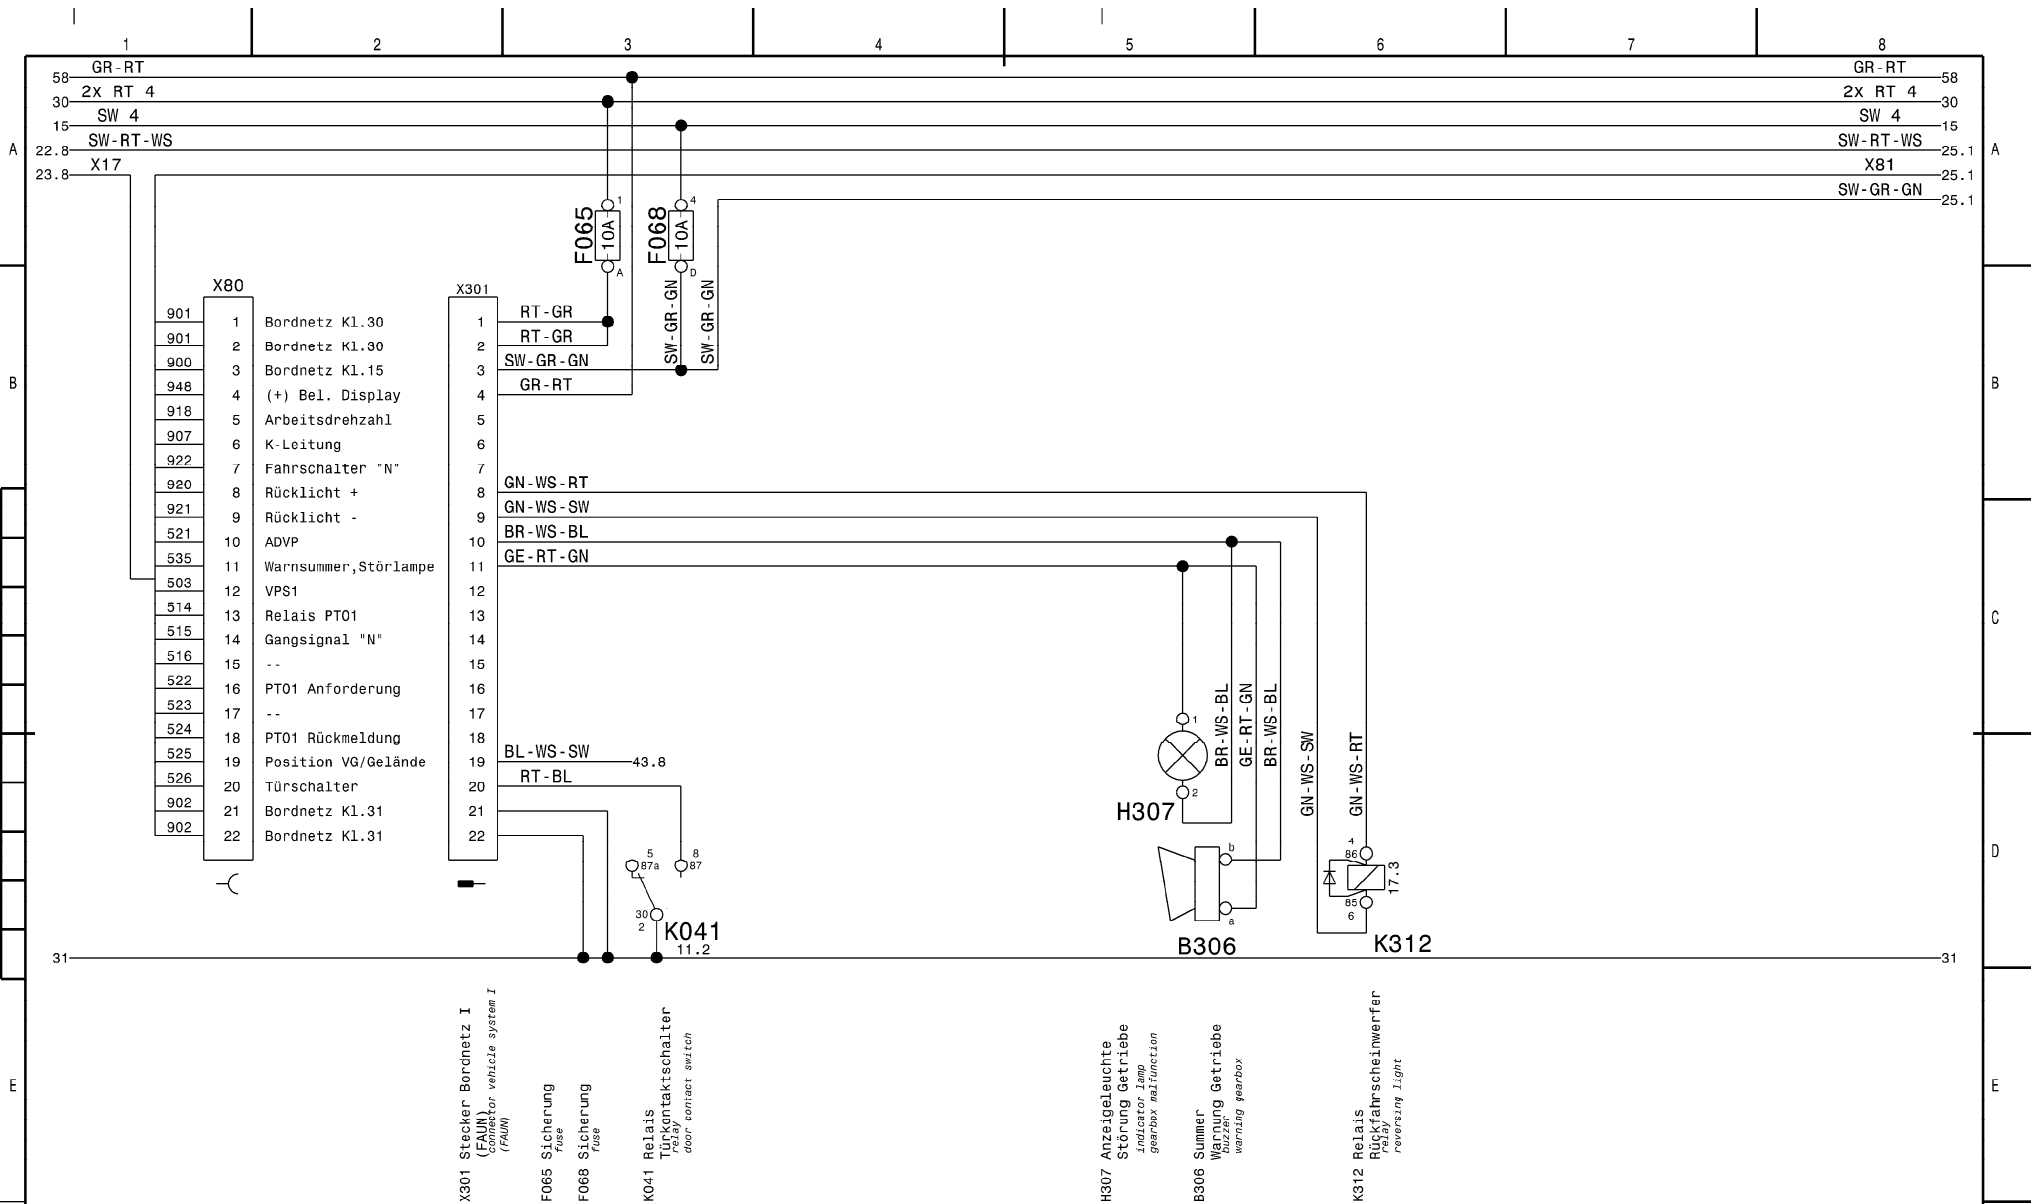 1 2 3 4 5 6 7 8
58 GR-RT GR-RT 58
30 2x RT 4 2x RT 4 30
15 SW 4 SW 4 15
A 22.8 SW-RT-WS SW-RT-WS 25.1 A
23.8 X17 X81 25.1
SW-GR-GN 25.1
F065 10A 1 A
F068 10A 4 D
SW-GR-GN
SW-GR-GN
X80 X301
901 1 Bordnetz Kl.30 1 RT-GR
901 2 Bordnetz Kl.30 2 RT-GR
900 3 Bordnetz Kl.15 3 SW-GR-GN
B B
948 4 (+) Bel. Display 4 GR-RT
918 5 Arbeitsdrehzahl 5
907 6 K-Leitung 6
922 7 Fahrschalter "N" 7
920 8 Rücklicht + 8 GN-WS-RT
921 9 Rücklicht - 9 GN-WS-SW
521 10 ADVP 10 BR-WS-BL
535 11 Warnsummer,Störlampe 11 GE-RT-GN
503 12 VPS1 12
514 13 Relais PTO1 13
C
515 14 Gangsignal "N" 14
516 15 -- 15
522 16 PTO1 Anforderung 16
523 17 -- 17
524 18 PTO1 Rückmeldung 18
525 19 Position VG/Gelände 19 BL-WS-SW 43.8
526 20 Türschalter 20 RT-BL
902 21 Bordnetz Kl.31 21
902 22 Bordnetz Kl.31 22
1
2
H307
BR-WS-BL
GE-RT-GN
BR-WS-BL
GN-WS-SW
GN-WS-RT
5 87a 8 87
30
2
K041
11.2
b
a
B306
4
86
85
6
17.3
K312
D
31 31
X301 Stecker Bordnetz I
(FAUN)
connector vehicle system I
(FAUN)
F065 Sicherung
fuse
F068 Sicherung
fuse
K041 Relais
Türkontaktschalter
relay
door contact switch
H307 Anzeigeleuchte
Störung Getriebe
indicator lamp
gearbox malfunction
B306 Summer
Warnung Getriebe
buzzer
warning gearbox
K312 Relais
Rückfahrscheinwerfer
relay
reversing light
E E